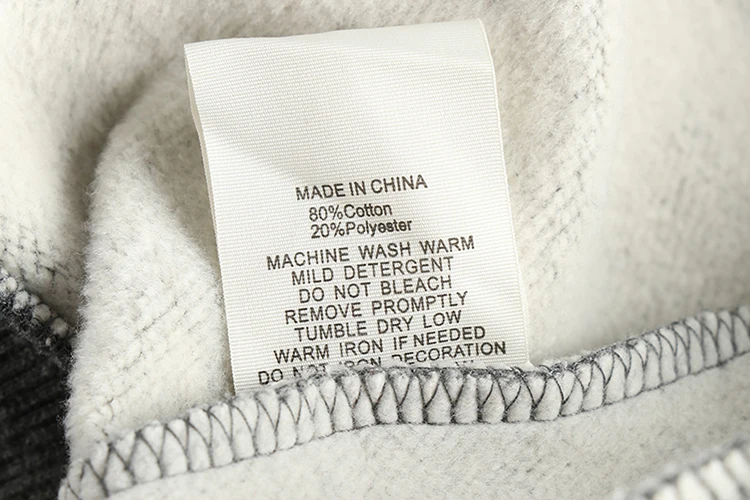 MADE IN CHINA
80%Cotton
20%Polyester
MACHINE WASH WARM
MILD DETERGENT
DO NOT BLEACH
REMOVE PROMPTLY
TUMBLE DRY LOW
WARM IRON IF NEEDED
DO NOT IRON DECORATION